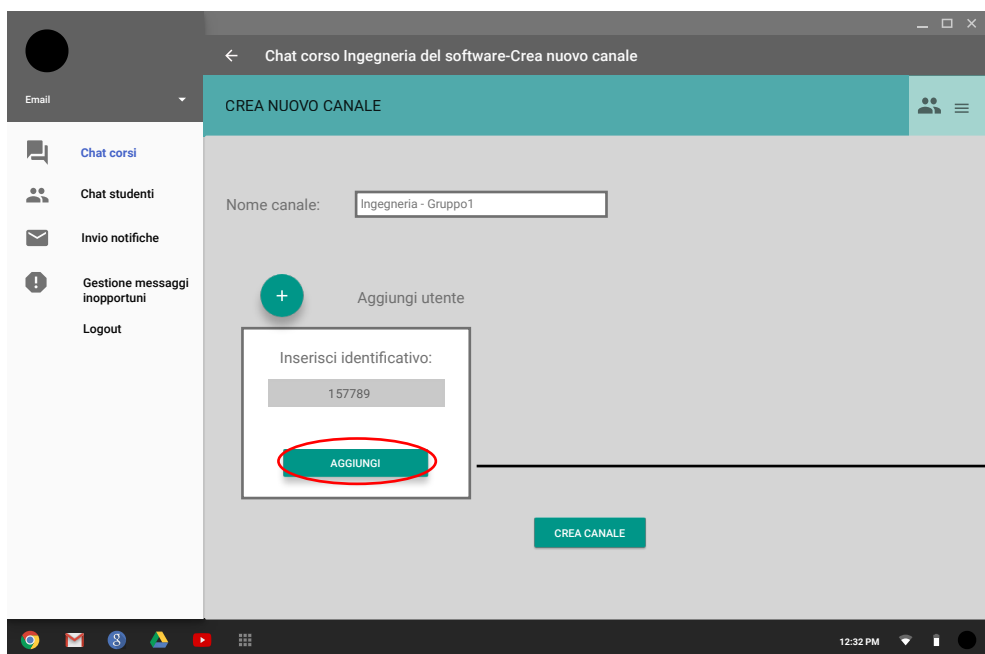 Chat corso Ingegneria del software-Crea nuovo canale
Email
CREA NUOVO CANALE
Chat corsi
Chat studenti
Invio notifiche
Gestione messaggi
inopportuni
Logout
Nome canale:
Ingegneria - Gruppo1
Aggiungi utente
Inserisci identificativo:
157789
AGGIUNGI
CREA CANALE
8
12:32 PM